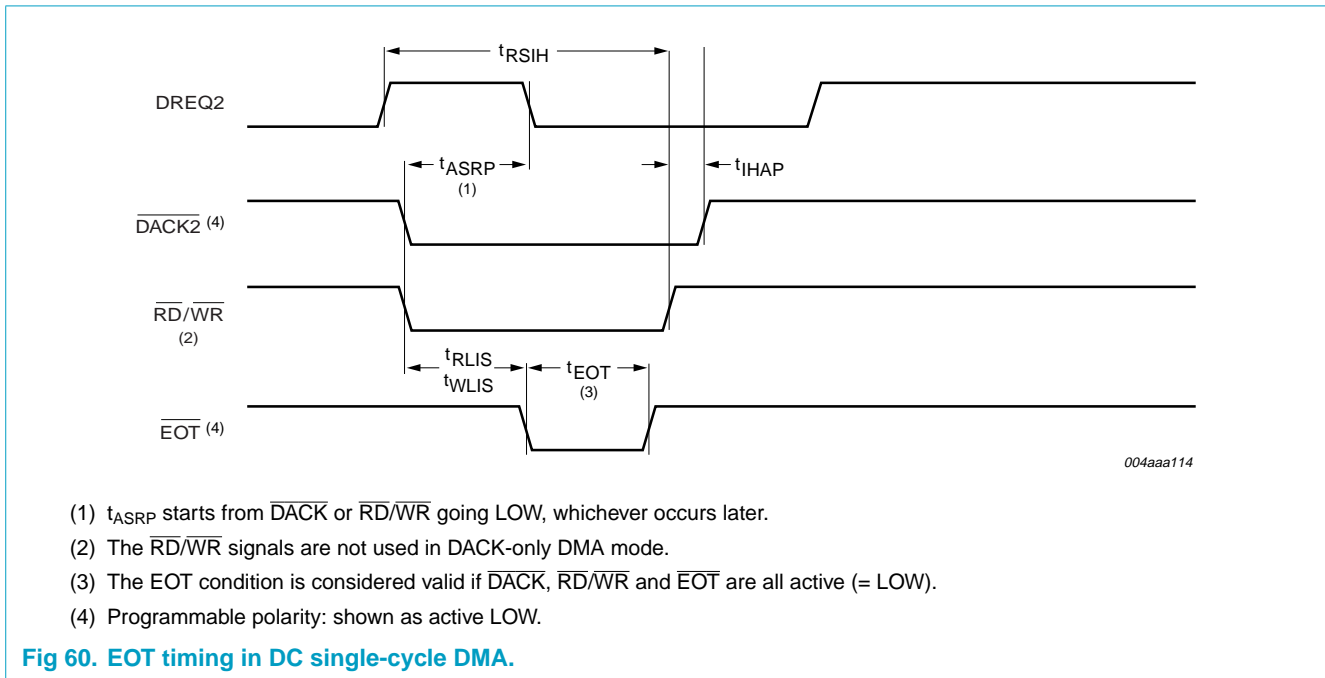 tRSIH
DREQ2
tASRP
(1)
tIHAP
DACK2 (4)
RD/WR
(2)
tRLIS
tWLIS
tEOT
(3)
EOT (4)
004aaa114
(1) tASRP starts from DACK or RD/WR going LOW, whichever occurs later.
(2) The RD/WR signals are not used in DACK-only DMA mode.
(3) The EOT condition is considered valid if DACK, RD/WR and EOT are all active (= LOW).
(4) Programmable polarity: shown as active LOW.
Fig 60. EOT timing in DC single-cycle DMA.